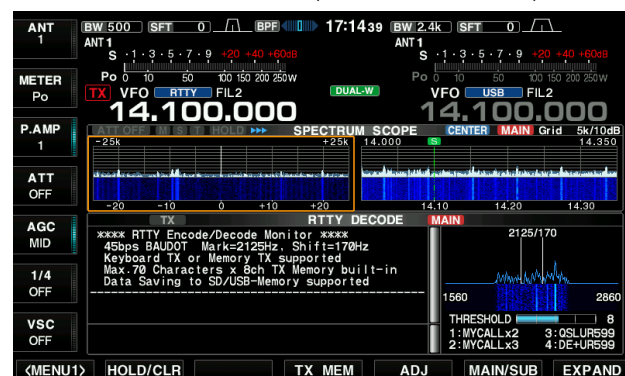 ANT
1
BW 500 SFT 0 BPF 17:14 39 BW 2.4k SFT 0
ANT1 ANT1
S ·1·3·5·7·9 +20 +40 +60dB S ·1·3·5·7·9 +20 +40 +60dB
METER
Po
Po 0 10 50 100 150 200 250W Po 0 10 50 100 150 200 250W
TX VFO RTTY FIL2 DUAL-W VFO USB FIL2
14.100.000 14.100.000
P.AMP
1
ATT OFF M S T HOLD SPECTRUM SCOPE CENTER MAIN Grid 5k/10dB
-25k +25k 14.000 S 14.350
ATT
OFF
-20 -10 0 +10 +20 14.10 14.20 14.30
AGC
MID
TX RTTY DECODE MAIN
**** RTTY Encode/Decode Monitor ****
45bps BAUDOT Mark=2125Hz, Shift=170Hz
Keyboard TX or Memory TX supported
Max.70 Characters x 8ch TX Memory built-in
Data Saving to SD/USB-Memory supported
2125/170
1/4
OFF
1560 2860
THRESHOLD 8
VSC
OFF
1:MYCALLx2 3:QSLUR599
2:MYCALLx3 4:DE+UR599
<MENU1> HOLD/CLR TX MEM ADJ MAIN/SUB EXPAND